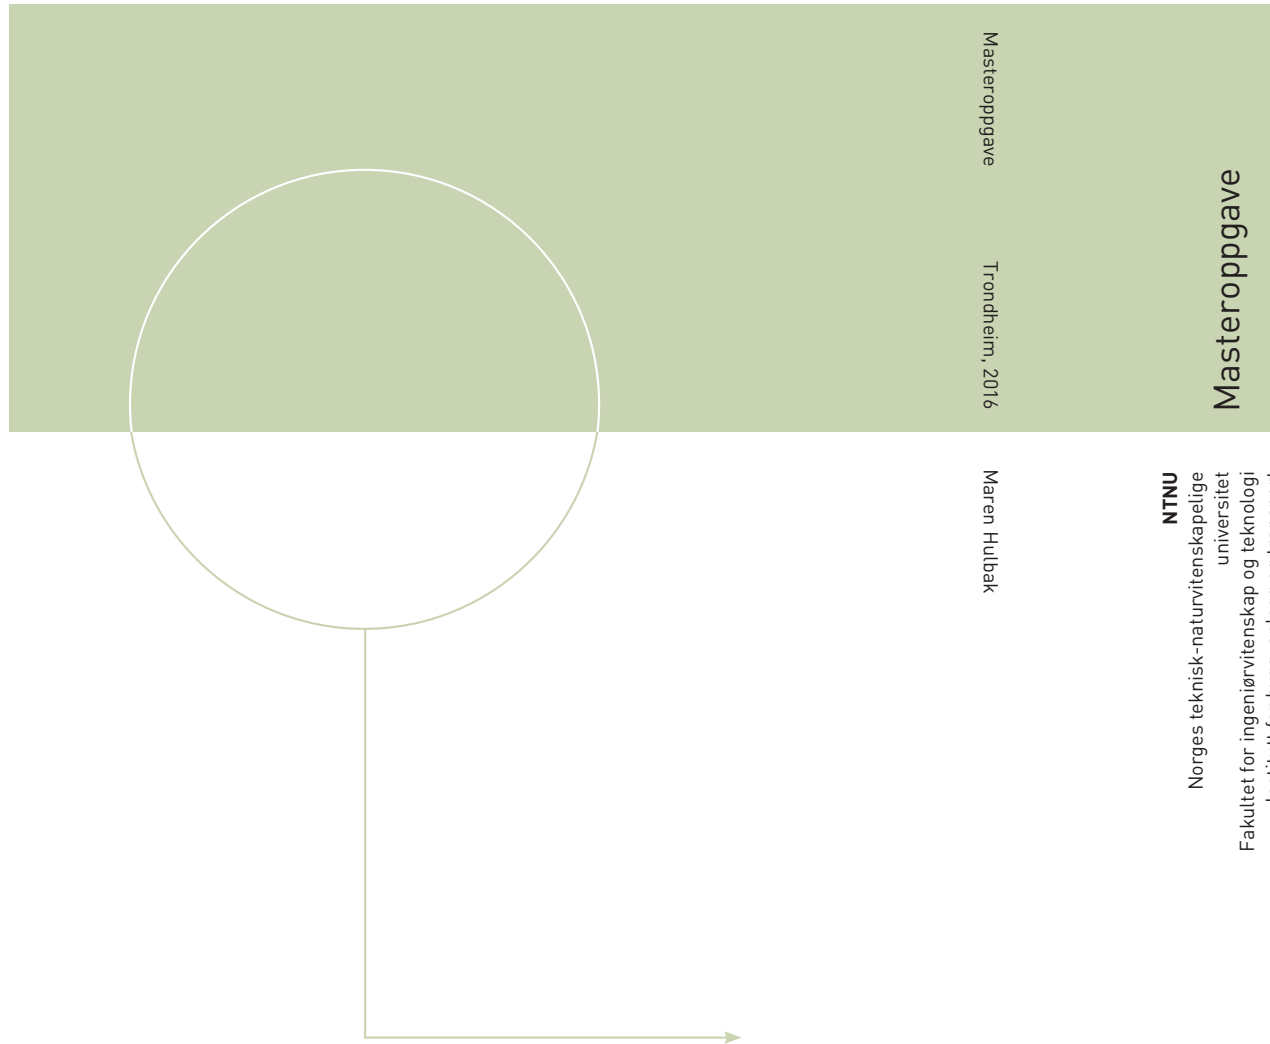 Masteroppgave
Trondheim, 2016
Maren Hulbak
Masteroppgave
NTNU
Norges teknisk-naturvitenskapelige
universitet
Fakultet for ingeniørvitenskap og teknologi